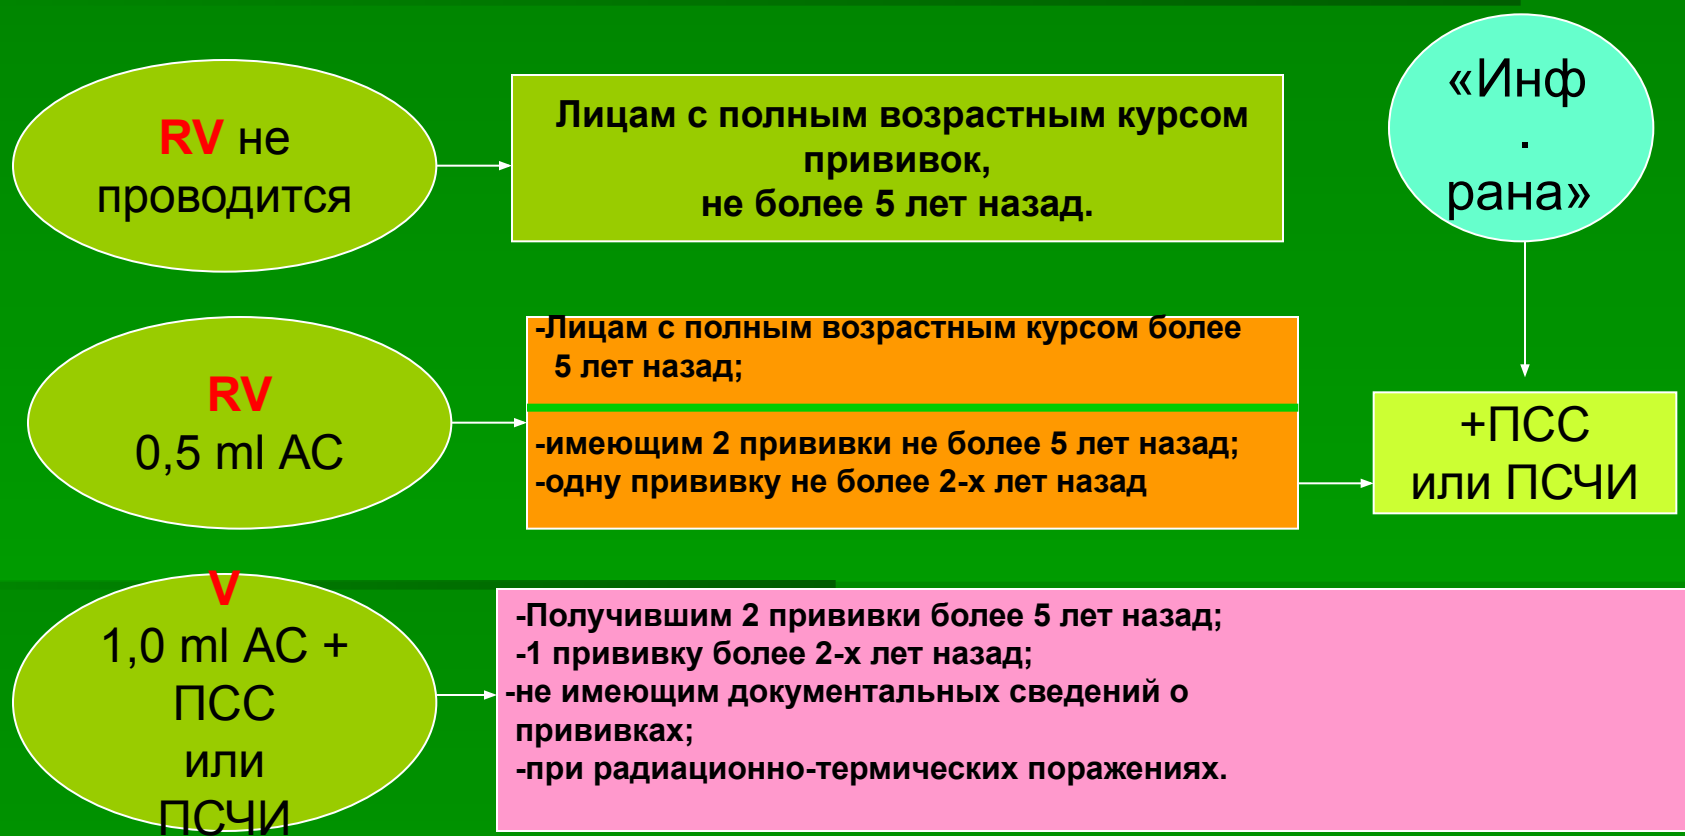 RV не
проводится
Лицам с полным возрастным курсом
прививок,
не более 5 лет назад.
«Инф
.
рана»
RV
0,5 ml АС
-Лицам с полным возрастным курсом более
5 лет назад;
-имеющим 2 прививки не более 5 лет назад;
-одну прививку не более 2-х лет назад
+ПСС
или ПСЧИ
V
1,0 ml АС +
ПСС
или
ПСЧИ
-Получившим 2 прививки более 5 лет назад;
-1 прививку более 2-х лет назад;
-не имеющим документальных сведений о
прививках;
-при радиационно-термических поражениях.